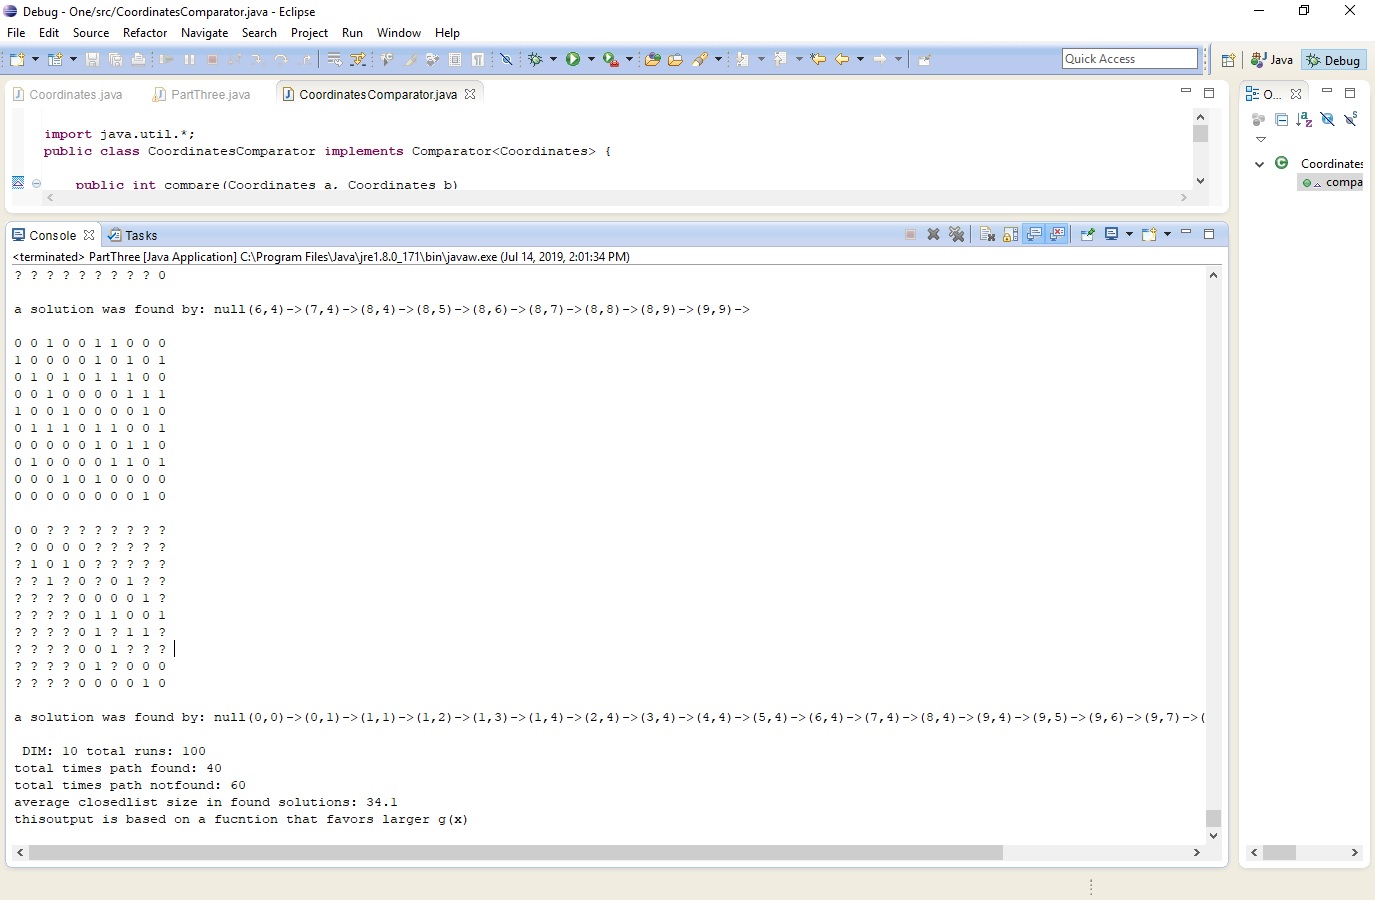 Debug - One/src/CoordinatesComparator.java - Eclipse
File Edit Source Refactor Navigate Search Project Run Window Help
Quick Access
Java
Debug
Coordinates.java
PartThree.java
CoordinatesComparator.java
O...
import java.util.*;
public class CoordinatesComparator implements Comparator<Coordinates> {
public int compare(Coordinates a, Coordinates b)
Coordinates
compa
Console
Tasks
<terminated> PartThree [Java Application] C:\Program Files\Java\jre1.8.0_171\bin\javaw.exe (Jul 14, 2019, 2:01:34 PM)
? ? ? ? ? ? ? ? ? 0
a solution was found by: null(6,4)->(7,4)->(8,4)->(8,5)->(8,6)->(8,7)->(8,8)->(8,9)->(9,9)->
0 0 1 0 0 1 1 0 0 0
1 0 0 0 0 1 0 1 0 1
0 1 0 1 0 1 1 1 0 0
0 0 1 0 0 0 0 1 1 1
1 0 0 1 0 0 0 0 1 0
0 1 1 1 0 1 1 0 0 1
0 0 0 0 0 1 0 1 1 0
0 1 0 0 0 0 1 1 0 1
0 0 0 1 0 1 0 0 0 0
0 0 0 0 0 0 0 0 1 0
0 0 ? ? ? ? ? ? ? ?
? 0 0 0 0 ? ? ? ? ?
? 1 0 1 0 ? ? ? ? ?
? ? 1 ? 0 ? 0 1 ? ?
? ? ? ? 0 0 0 0 1 ?
? ? ? ? 0 1 1 0 0 1
? ? ? ? 0 1 ? 1 1 ?
? ? ? ? 0 0 1 ? ? ?
? ? ? ? 0 1 ? 0 0 0
? ? ? ? 0 0 0 0 1 0
a solution was found by: null(0,0)->(0,1)->(1,1)->(1,2)->(1,3)->(1,4)->(2,4)->(3,4)->(4,4)->(5,4)->(6,4)->(7,4)->(8,4)->(9,4)->(9,5)->(9,6)->(9,7)->(
DIM: 10 total runs: 100
total times path found: 40
total times path notfound: 60
average closedlist size in found solutions: 34.1
thisoutput is based on a fucntion that favors larger g(x)